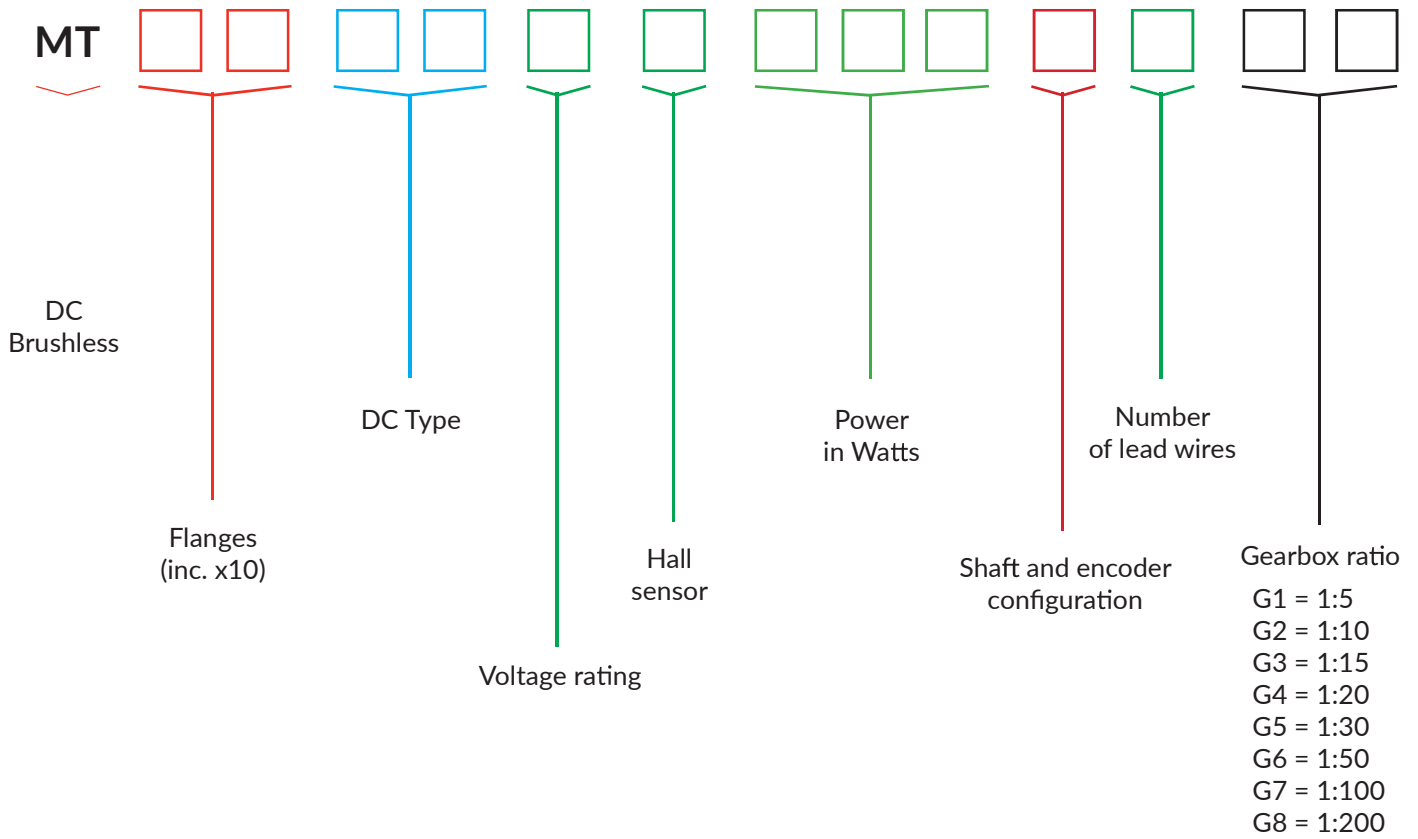 MT
DC
Brushless
Flanges
(inc. x10)
DC Type
Voltage rating
Hall
sensor
Power
in Watts
Shaft and encoder
configuration
Number
of lead wires
Gearbox ratio
G1 = 1:5
G2 = 1:10
G3 = 1:15
G4 = 1:20
G5 = 1:30
G6 = 1:50
G7 = 1:100
G8 = 1:200